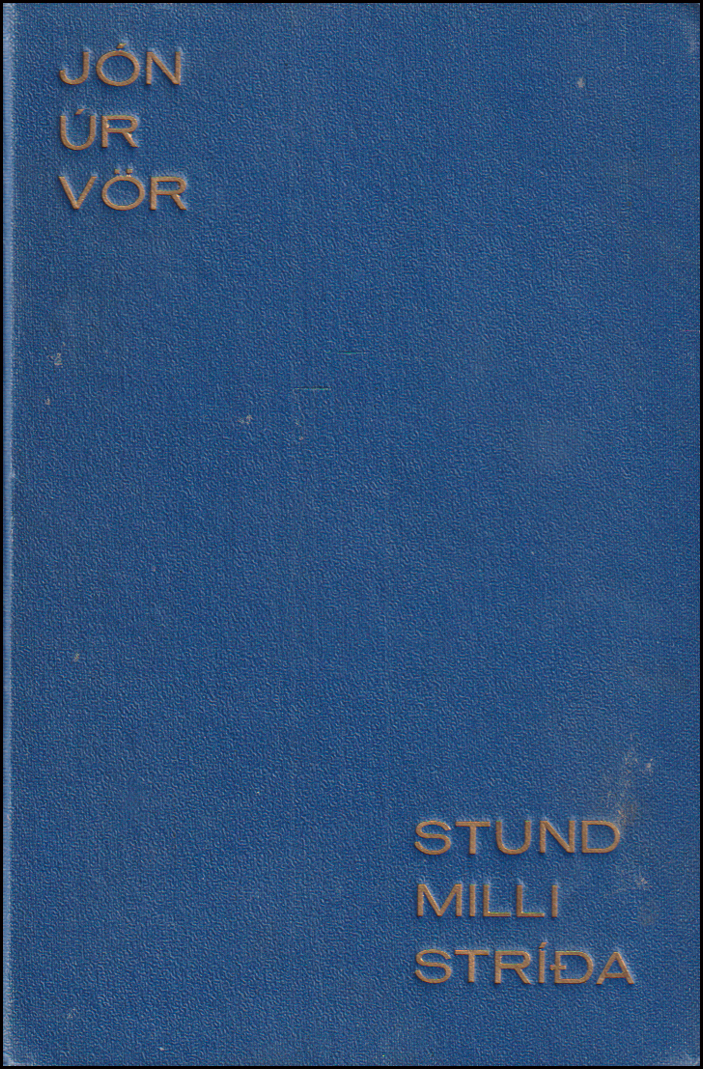 JÓN
ÚR
VÖR
STUND
MILLI
STRÍÐA